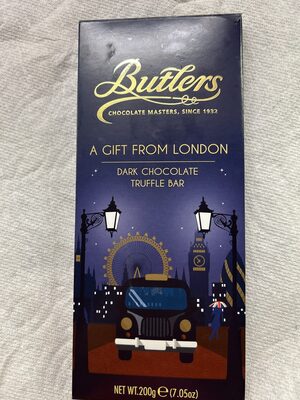 Butlers
CHOCOLATE MASTERS, SINCE 1932
A GIFT FROM LONDON
DARK CHOCOLATE
TRUFFLE BAR
NET WT.200g ℮ (7.05oz)